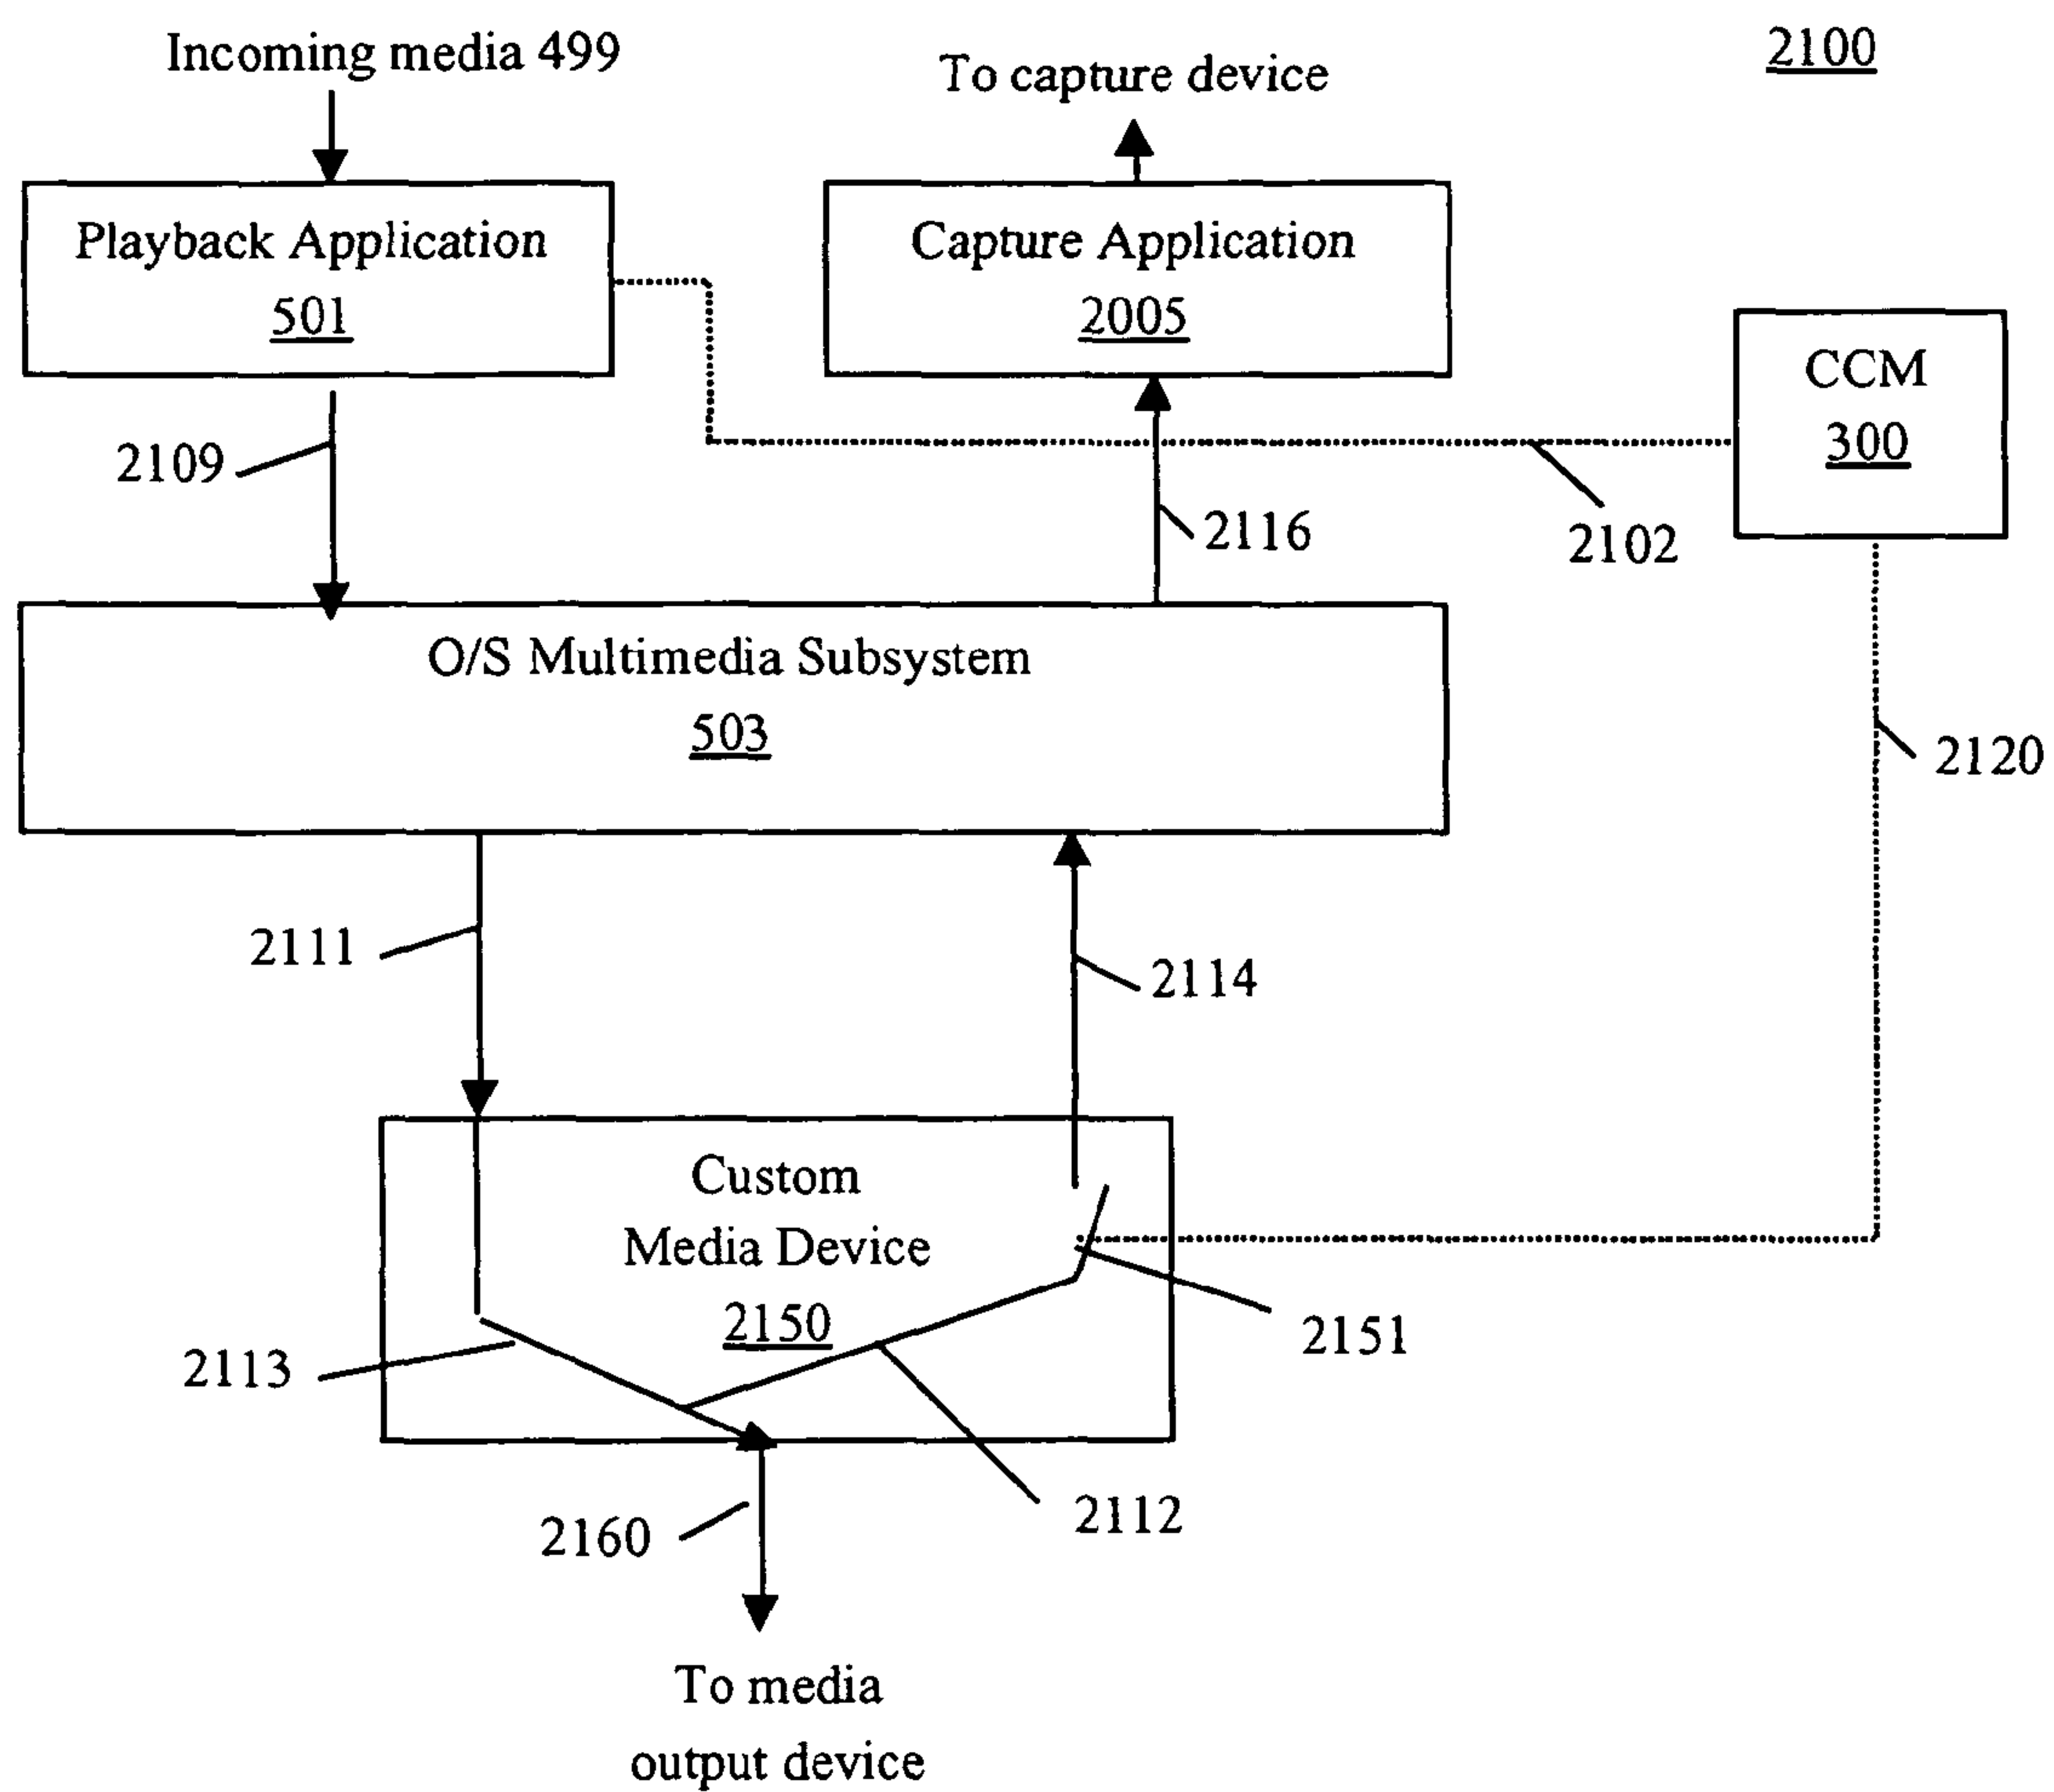 Incoming media 499
To capture device
2100
Playback Application
501
Capture Application
2005
CCM
300
2109
2116
2102
O/S Multimedia Subsystem
503
2120
2111
2114
Custom
Media Device
2150
2113
2151
2112
2160
To media
output device